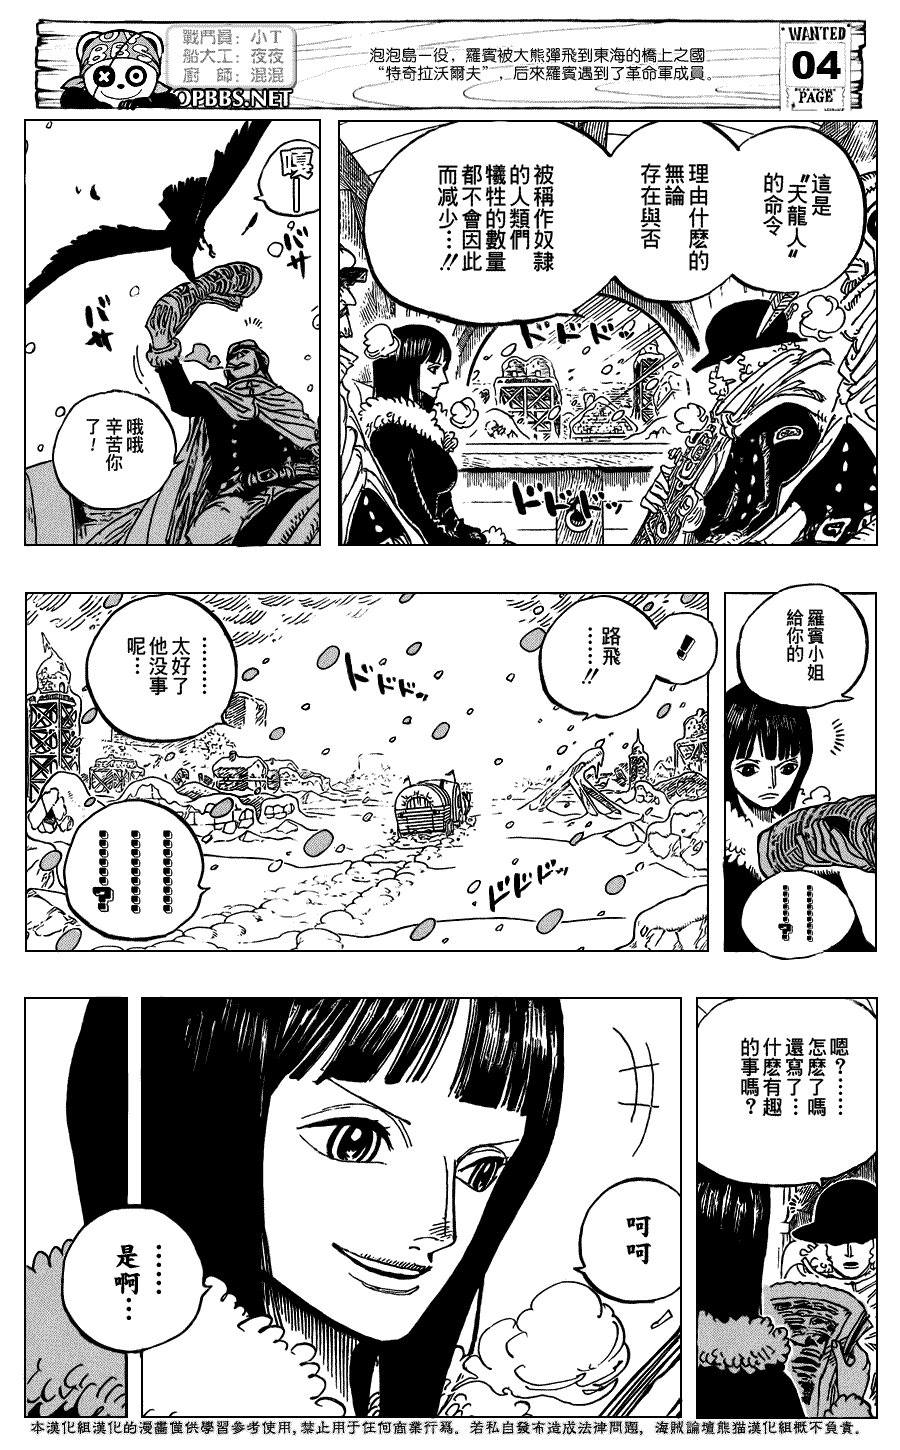 戰鬥員：小丁
船大工：夜夜
廚　師：混混
OPBBS.NET
泡泡島一役，羅賓被大熊彈飛到東海的橋上之國
“特奇拉沃爾夫”，后來羅賓遇到了革命軍成員。
WANTED
04
PAGE
這是
“天龍人”
的命令
理由什麼的
無論
存在與否
被稱作奴隸
的人類們
犧牲的數量
都不會因此
而減少…!!
ドドドッ
ドドドドッ
嘎—
バサ
バサ
哦哦
辛苦你
了！
羅賓小姐
給你的
!!!!!!
!!!!!?
!
路飛
……!!
ドドドッ
ドドドッ
………
太好了
他沒事
呢…
!!!!!!
!!!!!!
!!!!?
嗯？……
怎麼了嗎
還寫了…
什麼有趣
的事嗎？
呵呵
……
是啊…
本漢化組漢化的漫畫僅供學習參考使用,禁止用于任何商業行爲。若私自發布造成法律問題，海賊論壇熊猫漢化組概不負責。